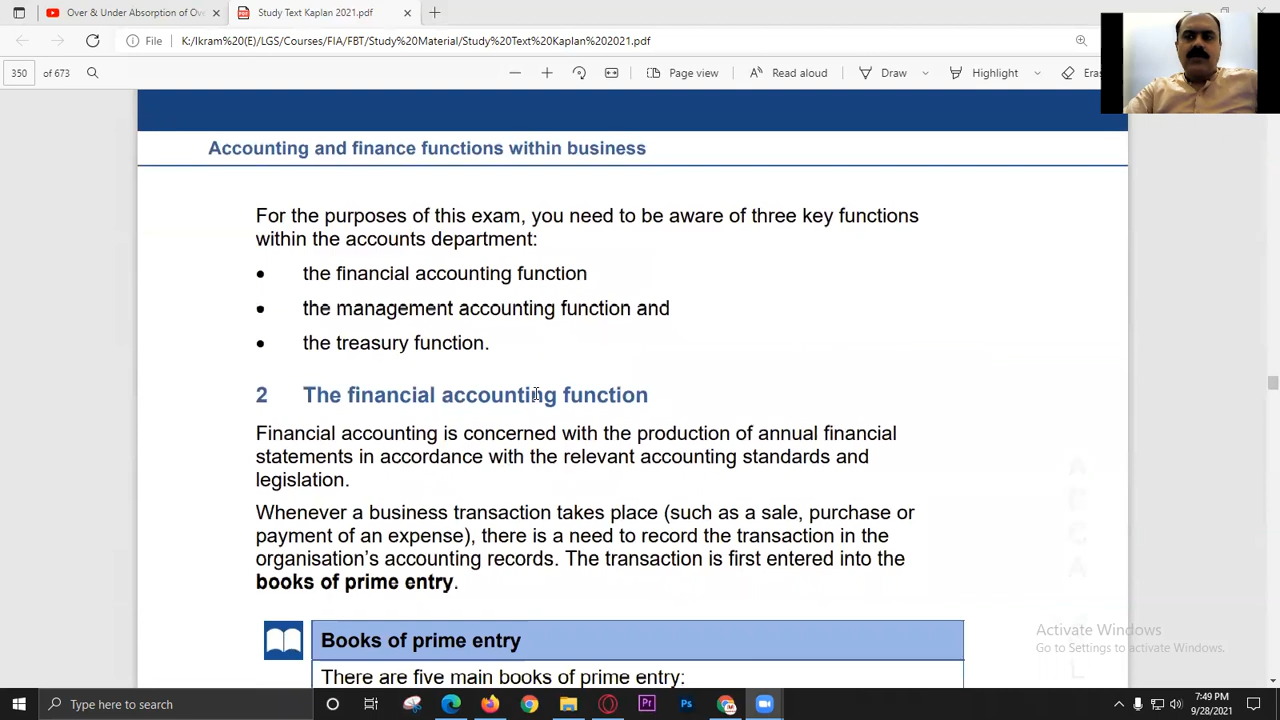 Over & Under Absorption of Ov
Study Text Kaplan 2021.pdf
File
K:/Ikram%20(E)/LGS/Courses/FIA/FBT/Study%20Material/Study%20Text%20Kaplan%202021.pdf
350 of 673
Page view
Read aloud
Draw
Highlight
Eras
Accounting and finance functions within business
For the purposes of this exam, you need to be aware of three key functions
within the accounts department:
• the financial accounting function
• the management accounting function and
• the treasury function.
2 The financial accounting function
Financial accounting is concerned with the production of annual financial
statements in accordance with the relevant accounting standards and
legislation.
Whenever a business transaction takes place (such as a sale, purchase or
payment of an expense), there is a need to record the transaction in the
organisation's accounting records. The transaction is first entered into the
books of prime entry.
Books of prime entry
There are five main books of prime entry:
Activate Windows
Go to Settings to activate Windows.
Type here to search
Pr
Ps
7:49 PM
9/28/2021